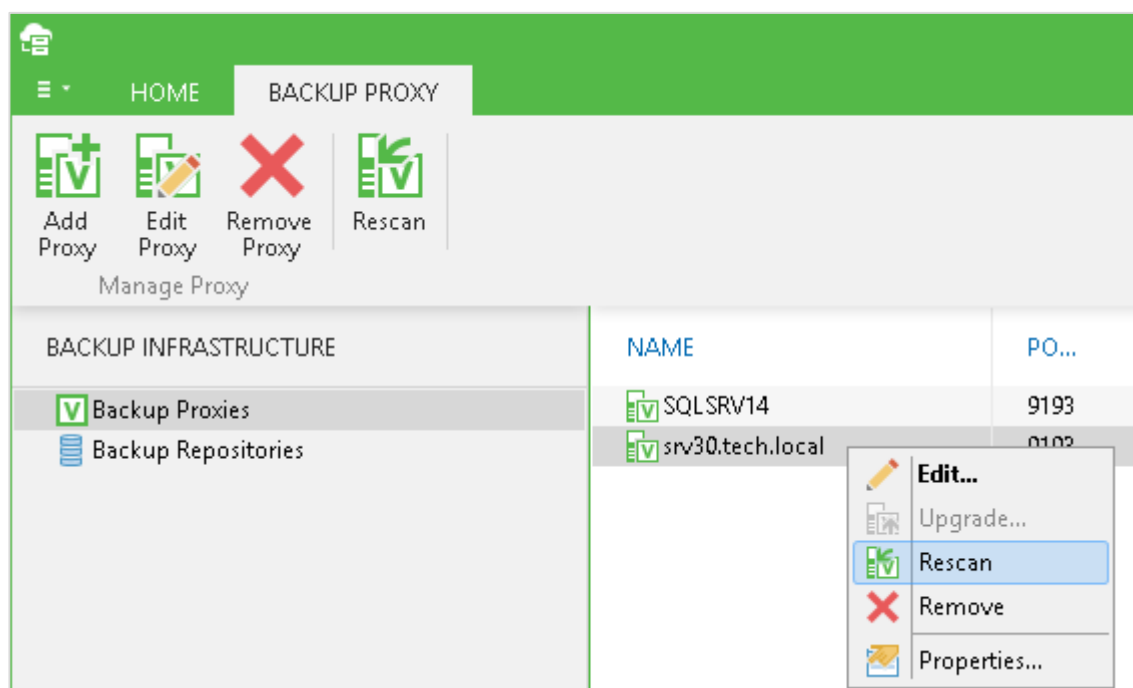 HOME BACKUP PROXY
Add Proxy
Edit Proxy
Remove Proxy
Rescan
Manage Proxy
BACKUP INFRASTRUCTURE
Backup Proxies
Backup Repositories
NAME PO...
SQLSRV14 9193
srv30.tech.local
Edit...
Upgrade...
Rescan
Remove
Properties...